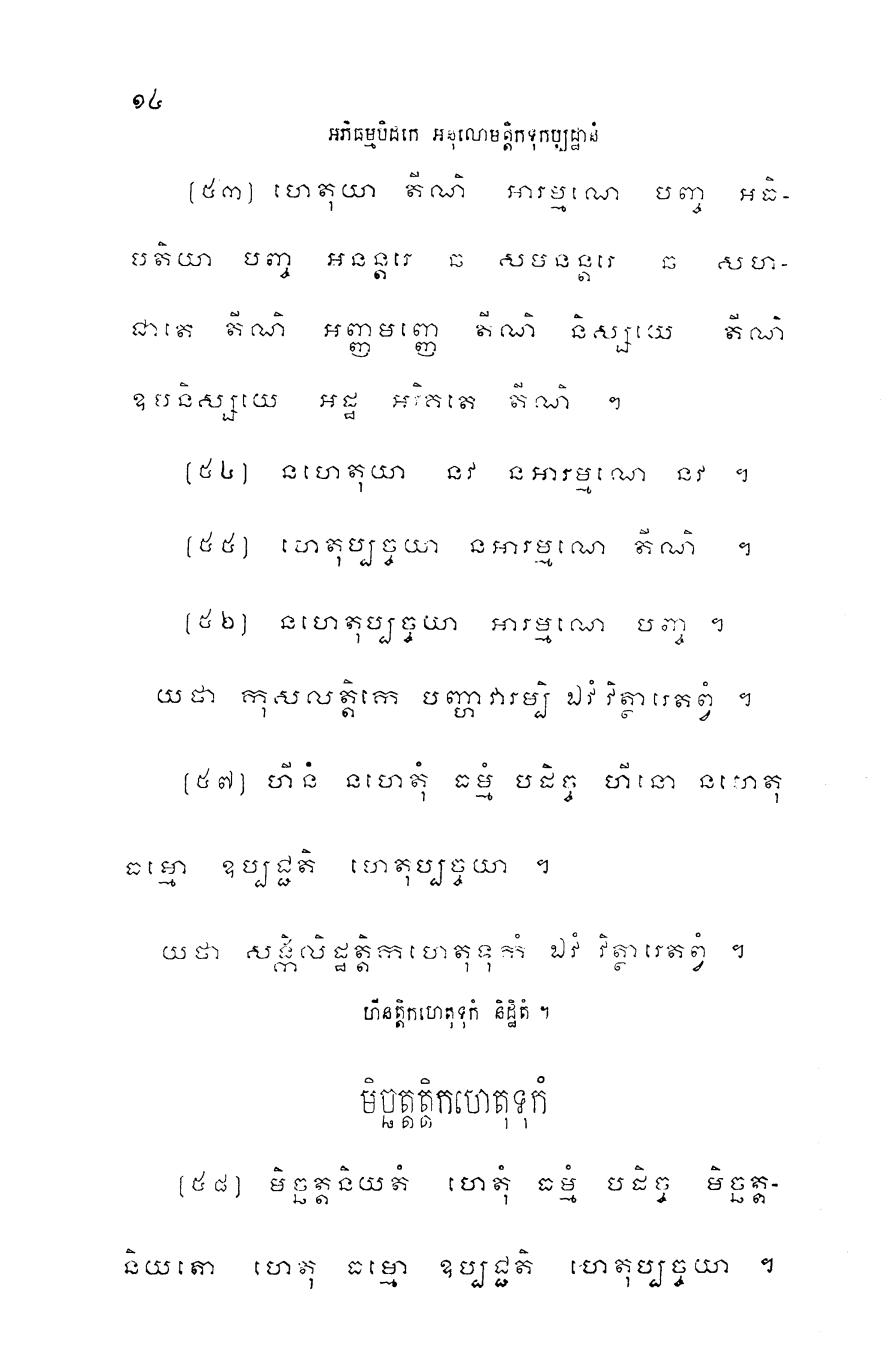 ១៤
អភិធម្មបិដកេ អនុលោមត្តិកទុកប្បដ្ឋានំ
[៥៣] ហេតុយា តីណិ អារម្មណេ បញ្ច អធិ-
បតិយា បញ្ច អនន្តរេ ធ សមនន្តរេ ធ សហ-
ជាតេ តីណិ អញ្ញមញ្ញេ តីណិ និស្សយេ តីណិ
ឧបនិស្សយេ អដ្ឋ អវិគតេ តីណិ ។
[៥៤] នហេតុយា នវ នអារម្មណេ នវ ។
[៥៥] ហេតុប្បច្ចយា នអារម្មណេ តីណិ ។
[៥៦] នហេតុប្បច្ចយា អារម្មណេ បញ្ច ។
យថា កុសលត្តិកេ បញ្ហាវារម្បិ ឯវំ វិត្ថារេតព្វំ ។
[៥៧] ហីនំ នហេតុំ ធម្មំ បដិច្ច ហីនោ នហេតុ
ធម្មោ ឧប្បជ្ជតិ ហេតុប្បច្ចយា ។
យថា សង្កិលិដ្ឋត្តិកហេតុទុកំ ឯវំ វិត្ថារេតព្វំ ។
ហីនត្តិកហេតុទុកំ និដ្ឋិតំ ។
មិច្ឆត្តត្តិកហេតុទុកំ
[៥៨] មិច្ឆត្តនិយតំ ហេតុំ ធម្មំ បដិច្ច មិច្ឆត្ត-
និយតោ ហេតុ ធម្មោ ឧប្បជ្ជតិ ហេតុប្បច្ចយា ។